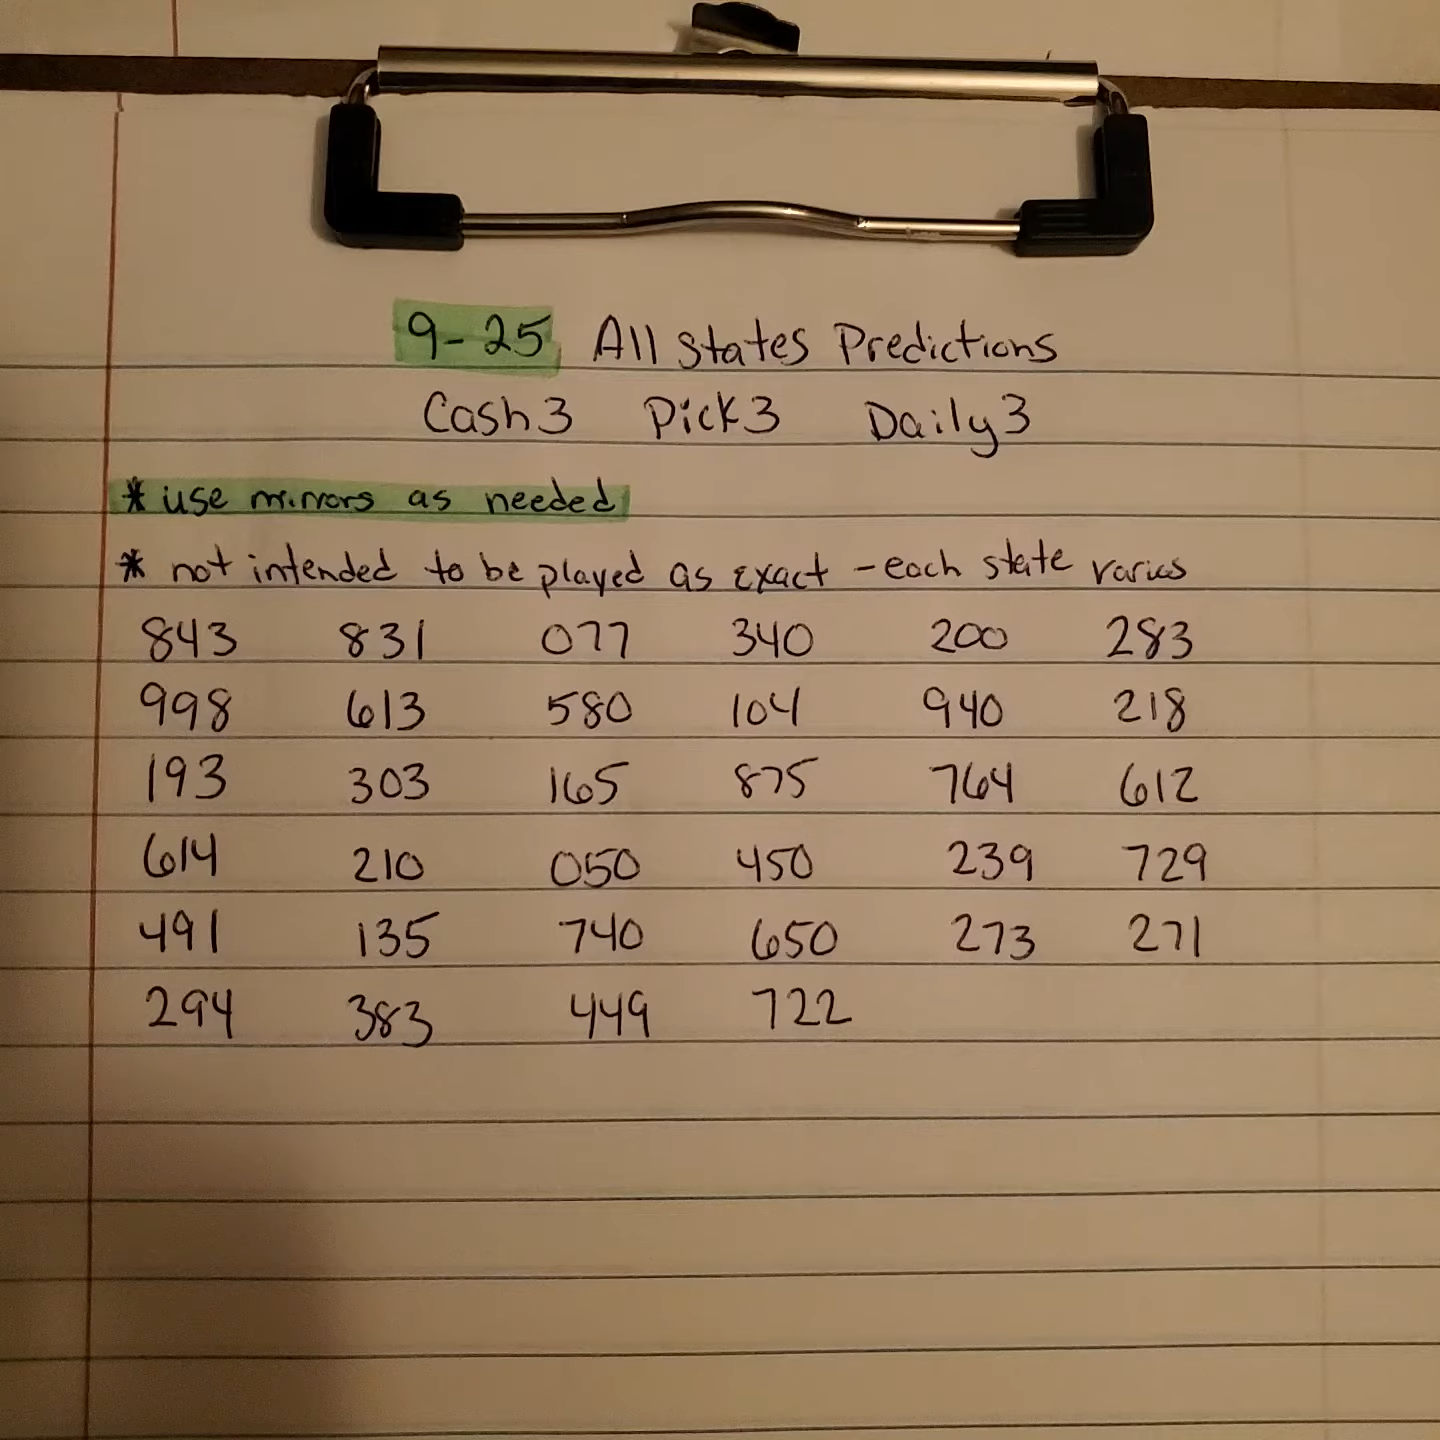 9-25 All States Predictions
Cash3 Pick3 Daily3
* use mirrors as needed
* not intended to be played as exact - each state varies
843 831 077 340 200 283
998 613 580 104 940 218
193 303 165 875 764 612
614 210 050 450 239 729
491 135 740 650 273 271
294 383 449 722